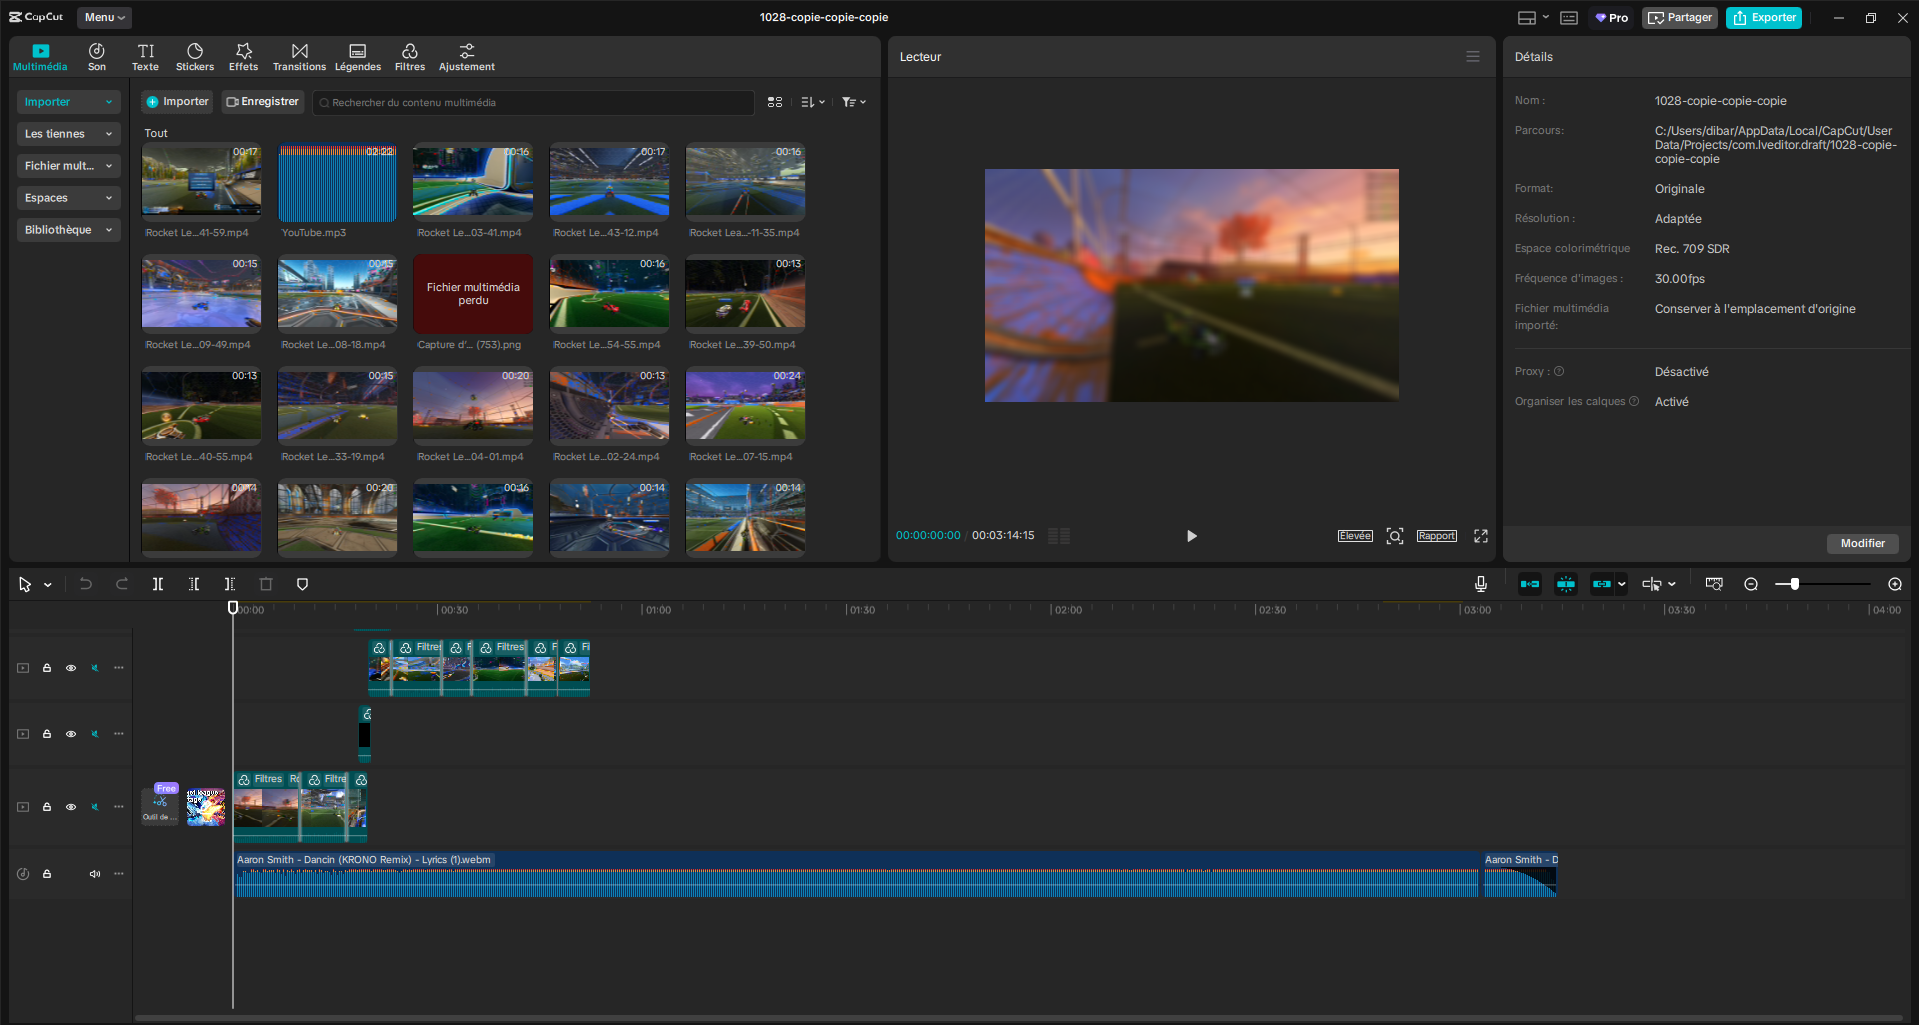 CapCut
Menu
1028-copie-copie-copie
Pro
Partager
Exporter
Multimédia
Son
Texte
Stickers
Effets
Transitions
Légendes
Filtres
Ajustement
Importer
Les tiennes
Fichier mult...
Espaces
Bibliothèque
Importer
Enregistrer
Rechercher du contenu multimédia
Tout
00:17
02:22
00:16
00:17
00:16
Rocket Le...41-59.mp4
YouTube.mp3
Rocket Le...03-41.mp4
Rocket Le...43-12.mp4
Rocket Lea...-11-35.mp4
00:15
00:15
Fichier multimédia
perdu
00:16
00:13
Rocket Le...09-49.mp4
Rocket Le...08-18.mp4
Capture d'... (753).png
Rocket Le...54-55.mp4
Rocket Le...39-50.mp4
00:13
00:15
00:20
00:13
00:24
Rocket Le...40-55.mp4
Rocket Le...33-19.mp4
Rocket Le...04-01.mp4
Rocket Le...02-24.mp4
Rocket Le...07-15.mp4
00:14
00:20
00:16
00:14
00:14
Lecteur
00:00:00:00 / 00:03:14:15
Élevée
Rapport
Détails
Nom :
1028-copie-copie-copie
Parcours:
C:/Users/dibar/AppData/Local/CapCut/User
Data/Projects/com.lveditor.draft/1028-copie-
copie-copie
Format:
Originale
Résolution :
Adaptée
Espace colorimétrique
Rec. 709 SDR
Fréquence d'images :
30.00fps
Fichier multimédia
importé:
Conserver à l'emplacement d'origine
Proxy :
Désactivé
Organiser les calques
Activé
Modifier
00:00
00:30
01:00
01:30
02:00
02:30
03:00
03:30
04:00
Filtres
F
Filtres
F
Fi
Free
Outil de ...
Filtres
Ro
Filtre
Aaron Smith - Dancin (KRONO Remix) - Lyrics (1).webm
Aaron Smith - D